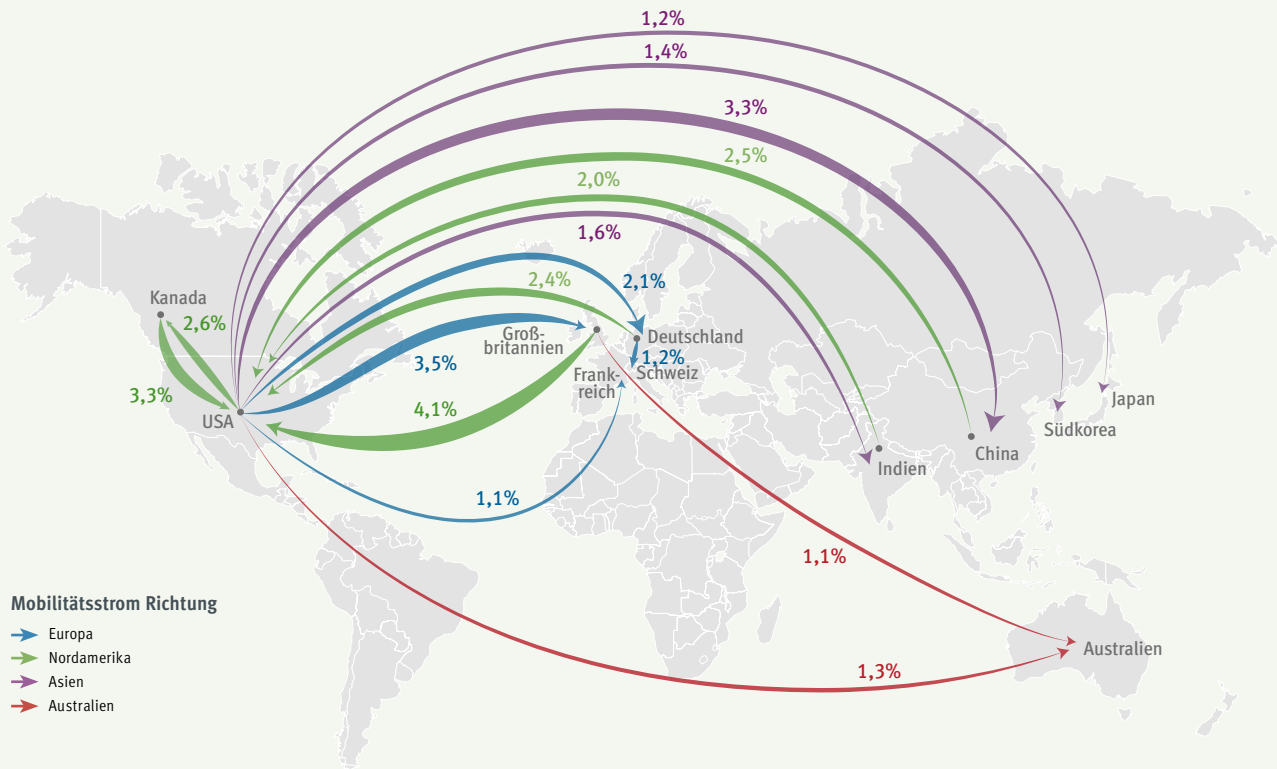 1,2%
1,4%
3,3%
2,5%
2,0%
1,6%
2,1%
2,4%
Kanada
2,6%
Groß-
britannien
Deutschland
3,5%
1,2%
Frank-
reich
Schweiz
3,3%
4,1%
USA
Japan
Südkorea
China
Indien
1,1%
1,1%
Mobilitätsstrom Richtung
Europa
Nordamerika
Asien
Australien
Australien
1,3%